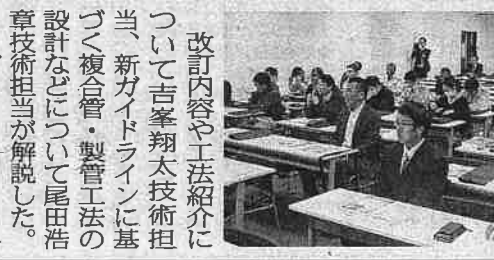 改訂内容や工法紹介に
ついて吉峯翔太技術担
当、新ガイドラインに基
づく複合管・製管工法の
設計などについて尾田浩
章技術担当が解説した。